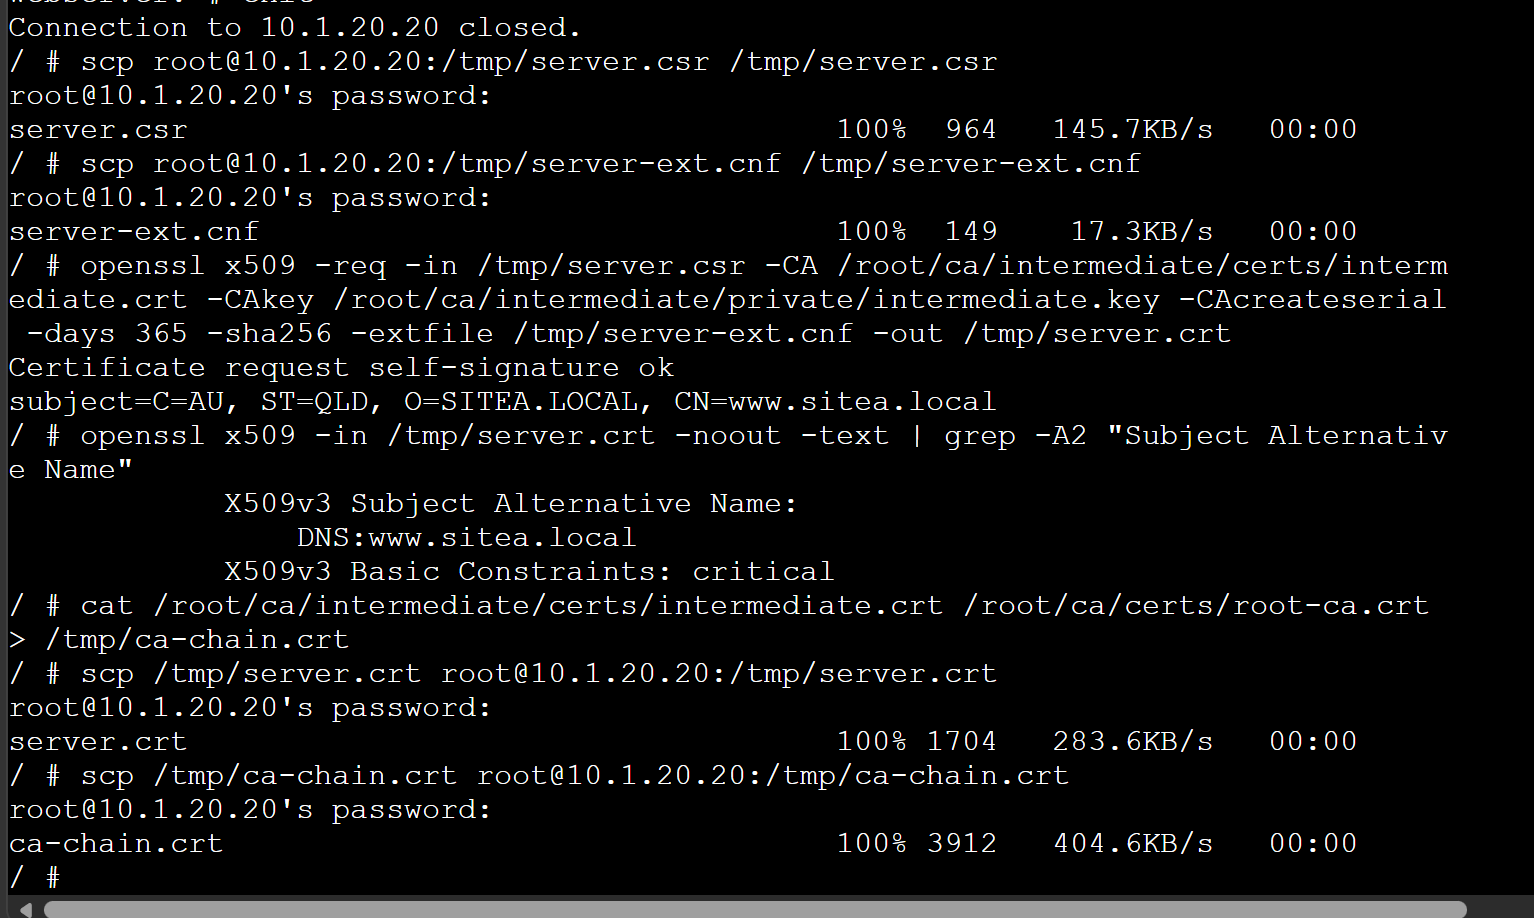 Connection to 10.1.20.20 closed.
/ # scp root@10.1.20.20:/tmp/server.csr /tmp/server.csr
root@10.1.20.20's password:
server.csr                                    100%  964   145.7KB/s   00:00
/ # scp root@10.1.20.20:/tmp/server-ext.cnf /tmp/server-ext.cnf
root@10.1.20.20's password:
server-ext.cnf                                100%  149    17.3KB/s   00:00
/ # openssl x509 -req -in /tmp/server.csr -CA /root/ca/intermediate/certs/interm
ediate.crt -CAkey /root/ca/intermediate/private/intermediate.key -CAcreateserial
 -days 365 -sha256 -extfile /tmp/server-ext.cnf -out /tmp/server.crt
Certificate request self-signature ok
subject=C=AU, ST=QLD, O=SITEA.LOCAL, CN=www.sitea.local
/ # openssl x509 -in /tmp/server.crt -noout -text | grep -A2 "Subject Alternativ
e Name"
            X509v3 Subject Alternative Name:
                DNS:www.sitea.local
            X509v3 Basic Constraints: critical
/ # cat /root/ca/intermediate/certs/intermediate.crt /root/ca/certs/root-ca.crt
> /tmp/ca-chain.crt
/ # scp /tmp/server.crt root@10.1.20.20:/tmp/server.crt
root@10.1.20.20's password:
server.crt                                    100% 1704   283.6KB/s   00:00
/ # scp /tmp/ca-chain.crt root@10.1.20.20:/tmp/ca-chain.crt
root@10.1.20.20's password:
ca-chain.crt                                  100% 3912   404.6KB/s   00:00
/ #